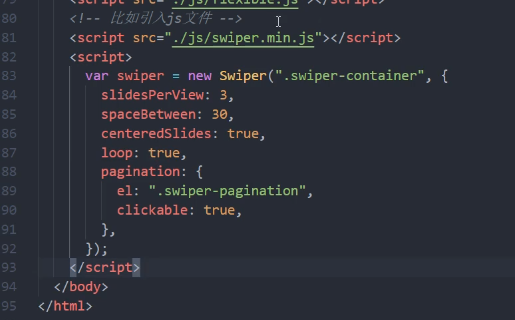 79 <script src="./js/flexible.js"></script>
80 <!-- 比如引入js文件 -->
81 <script src="./js/swiper.min.js"></script>
82 <script>
83 var swiper = new Swiper(".swiper-container", {
84 slidesPerView: 3,
85 spaceBetween: 30,
86 centeredSlides: true,
87 loop: true,
88 pagination: {
89 el: ".swiper-pagination",
90 clickable: true,
91 },
92 });
93 </script>
94 </body>
95 </html>